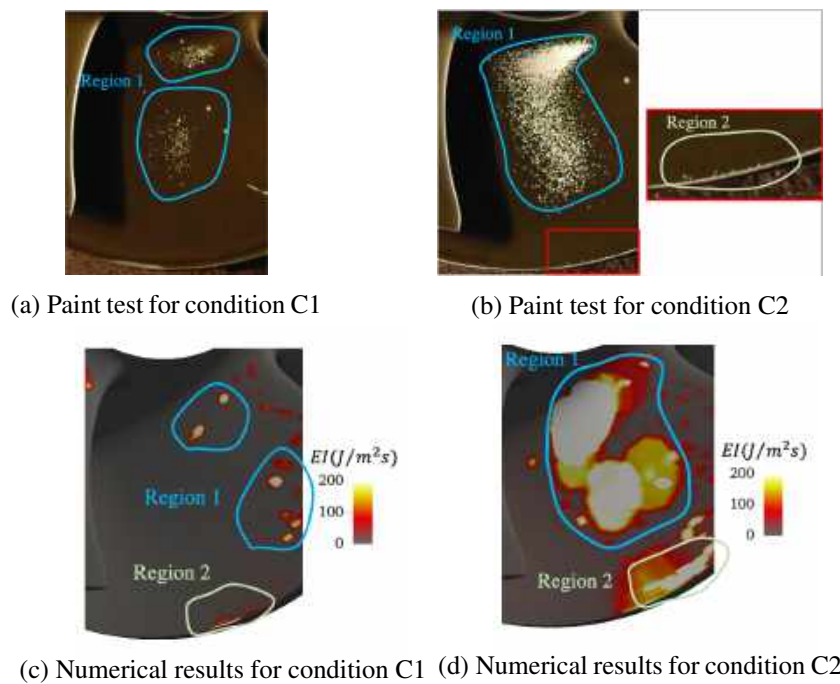 Region 1
Region 1
Region 2
(a) Paint test for condition C1
(b) Paint test for condition C2
Region 1
EI(J/m²s)
200
100
0
Region 1
Region 2
EI(J/m²s)
200
100
0
Region 2
(c) Numerical results for condition C1
(d) Numerical results for condition C2